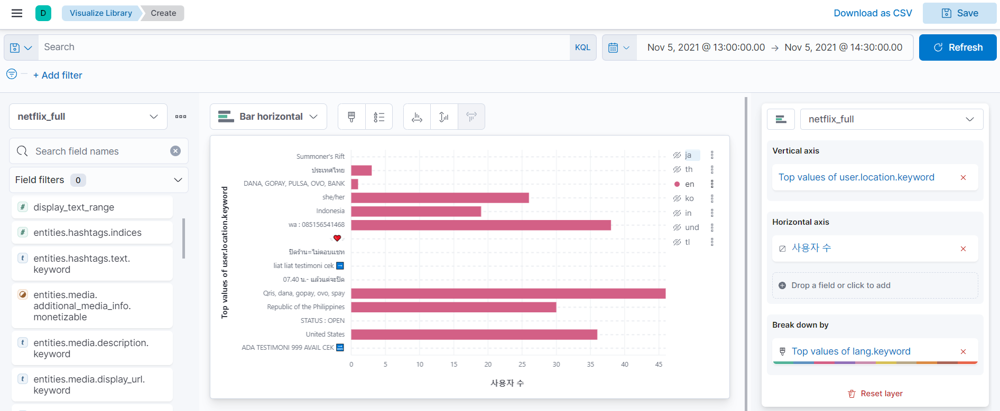 D
Visualize Library
Create
Download as CSV
Save
Search
KQL
Nov 5, 2021 @ 13:00:00.00 → Nov 5, 2021 @ 14:30:00.00
Refresh
+ Add filter
netflix_full
Search field names
Field filters 0
# display_text_range
# entities.hashtags.indices
t entities.hashtags.text.
keyword
entities.media.
additional_media_info.
monetizable
t entities.media.description.
keyword
t entities.media.display_url.
keyword
Bar horizontal
Top values of user.location.keyword
Summoner's Rift
ประเทศไทย
DANA, GOPAY, PULSA, OVO, BANK
she/her
Indonesia
wa : 085156541468
❤️
ปิดร้าน=ไม่ตอบแชท
liat liat testimoni cek ➡️
07.40 น.- แล้วแต่จะปิด
Qris, dana, gopay, ovo, spay
Republic of the Philippines
STATUS : OPEN
United States
ADA TESTIMONI 999 AVAIL CEK
0 5 10 15 20 25 30 35 40 45
사용자 수
ja
th
en
ko
in
und
tl
netflix_full
Vertical axis
Top values of user.location.keyword
Horizontal axis
사용자 수
Drop a field or click to add
Break down by
Top values of lang.keyword
Reset layer